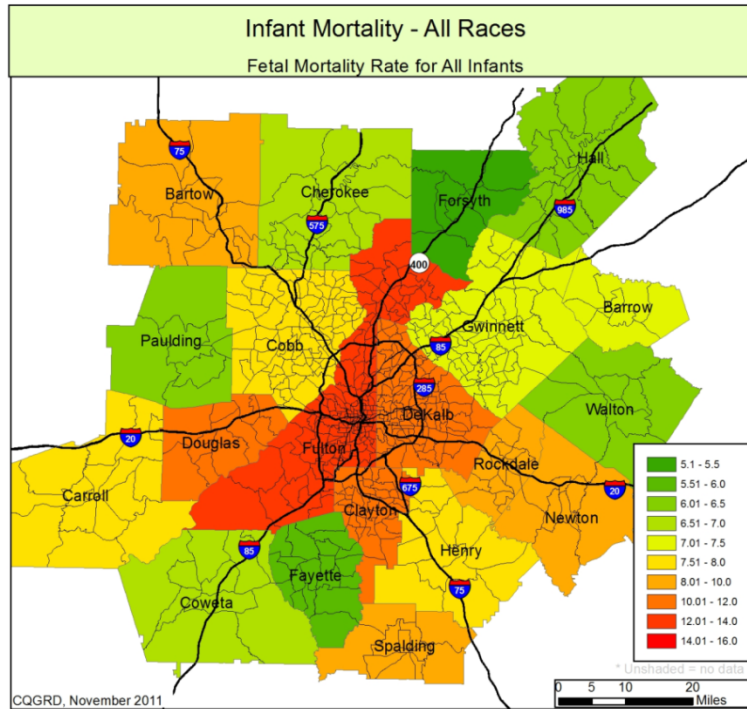 Infant Mortality - All Races
Fetal Mortality Rate for All Infants
75
Bartow
Cherokee
575
Forsyth
Hall
985
400
Paulding
Cobb
Gwinnett
Barrow
85
285
DeKalb
Walton
20
Douglas
Fulton
Rockdale
Carroll
675
Clayton
Newton
20
85
Henry
Fayette
75
Coweta
Spalding
5.1 - 5.5
5.51 - 6.0
6.01 - 6.5
6.51 - 7.0
7.01 - 7.5
7.51 - 8.0
8.01 - 10.0
10.01 - 12.0
12.01 - 14.0
14.01 - 16.0
* Unshaded = no data
0 5 10 20
Miles
CQGRD, November 2011